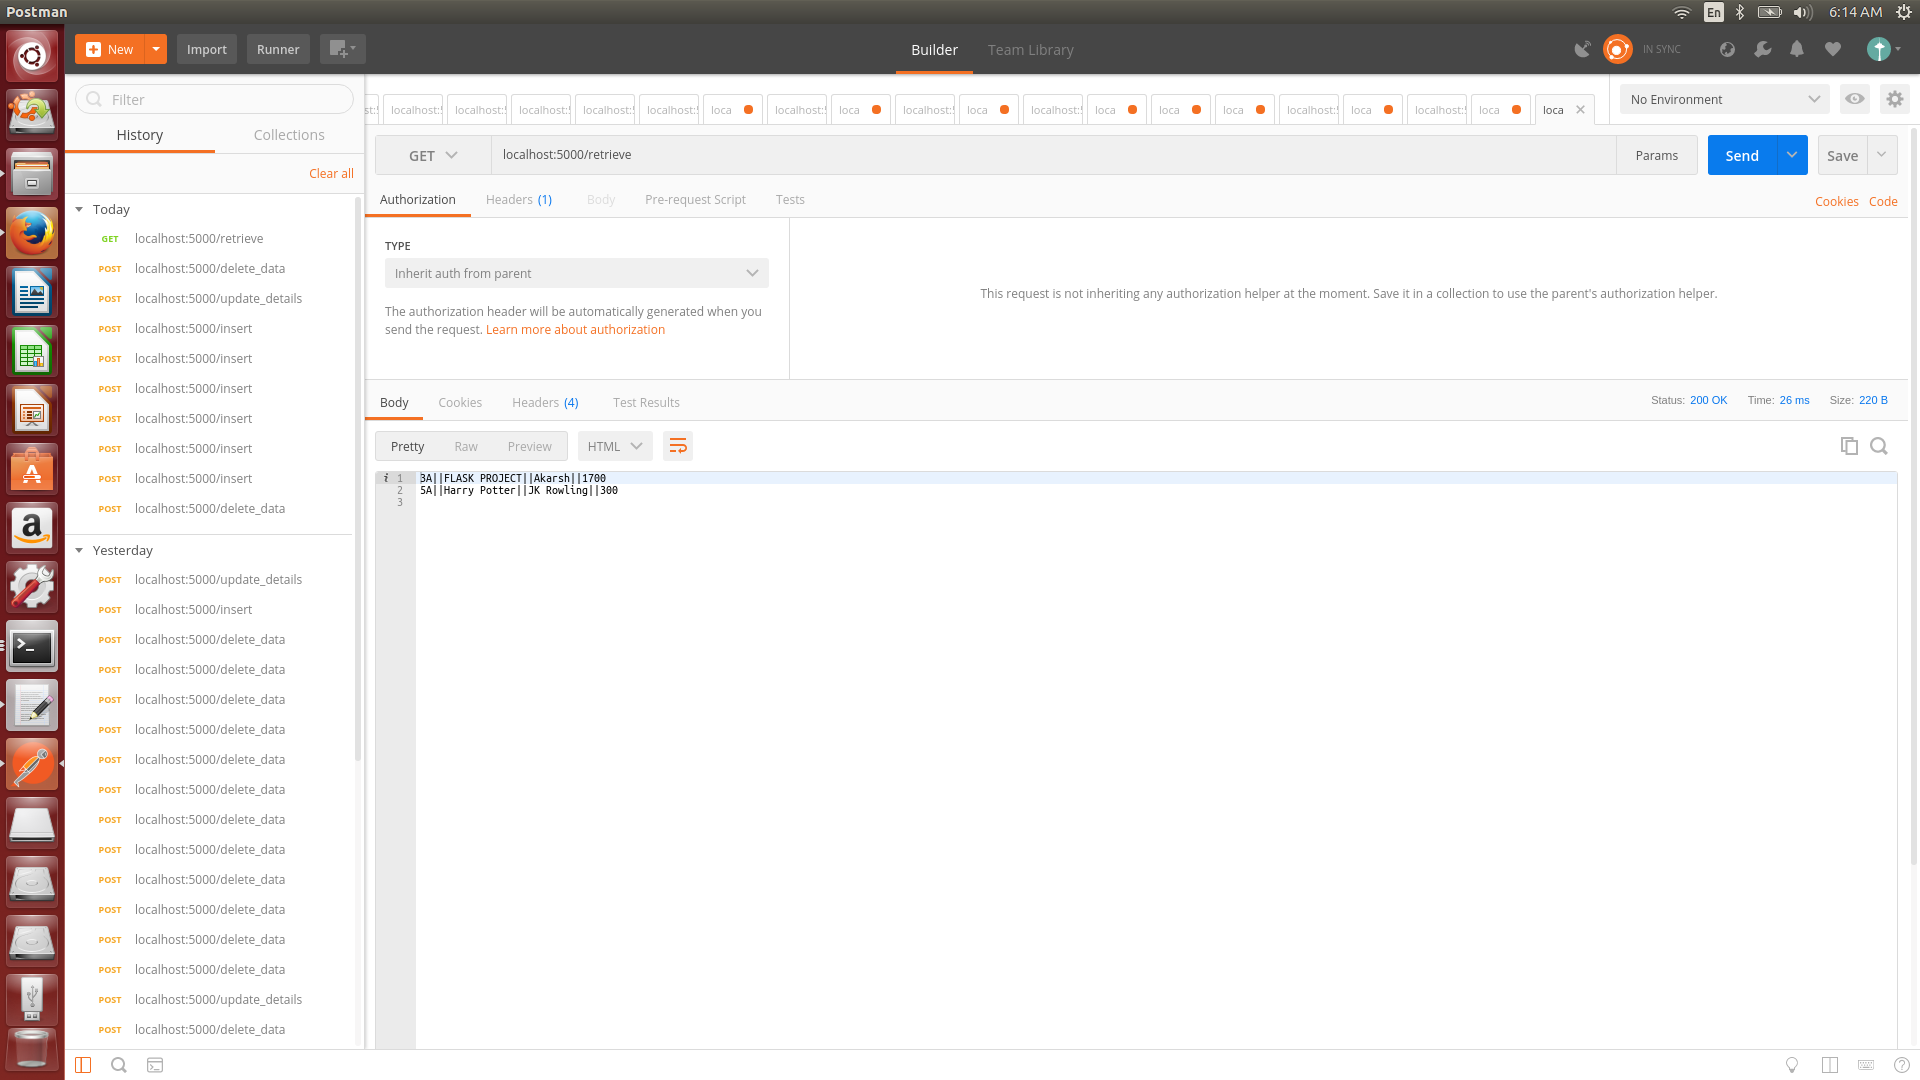 Postman
En
6:14 AM
New
Import
Runner
Builder
Team Library
IN SYNC
Filter
History
Collections
Clear all
Today
GET localhost:5000/retrieve
POST localhost:5000/delete_data
POST localhost:5000/update_details
POST localhost:5000/insert
POST localhost:5000/insert
POST localhost:5000/insert
POST localhost:5000/insert
POST localhost:5000/insert
POST localhost:5000/insert
POST localhost:5000/delete_data
Yesterday
POST localhost:5000/update_details
POST localhost:5000/insert
POST localhost:5000/delete_data
POST localhost:5000/delete_data
POST localhost:5000/delete_data
POST localhost:5000/delete_data
POST localhost:5000/delete_data
POST localhost:5000/delete_data
POST localhost:5000/delete_data
POST localhost:5000/delete_data
POST localhost:5000/delete_data
POST localhost:5000/delete_data
POST localhost:5000/delete_data
POST localhost:5000/delete_data
POST localhost:5000/update_details
POST localhost:5000/delete_data
localhost: localhost: localhost: localhost: localhost: loca localhost: loca localhost: loca localhost: loca loca loca localhost: loca localhost: loca loca
No Environment
GET localhost:5000/retrieve Params Send Save
Authorization Headers (1) Body Pre-request Script Tests Cookies Code
TYPE
Inherit auth from parent
The authorization header will be automatically generated when you
send the request. Learn more about authorization
This request is not inheriting any authorization helper at the moment. Save it in a collection to use the parent's authorization helper.
Body Cookies Headers (4) Test Results Status: 200 OK Time: 26 ms Size: 220 B
Pretty Raw Preview HTML
i 1 3A||FLASK PROJECT||Akarsh||1700
2 5A||Harry Potter||JK Rowling||300
3